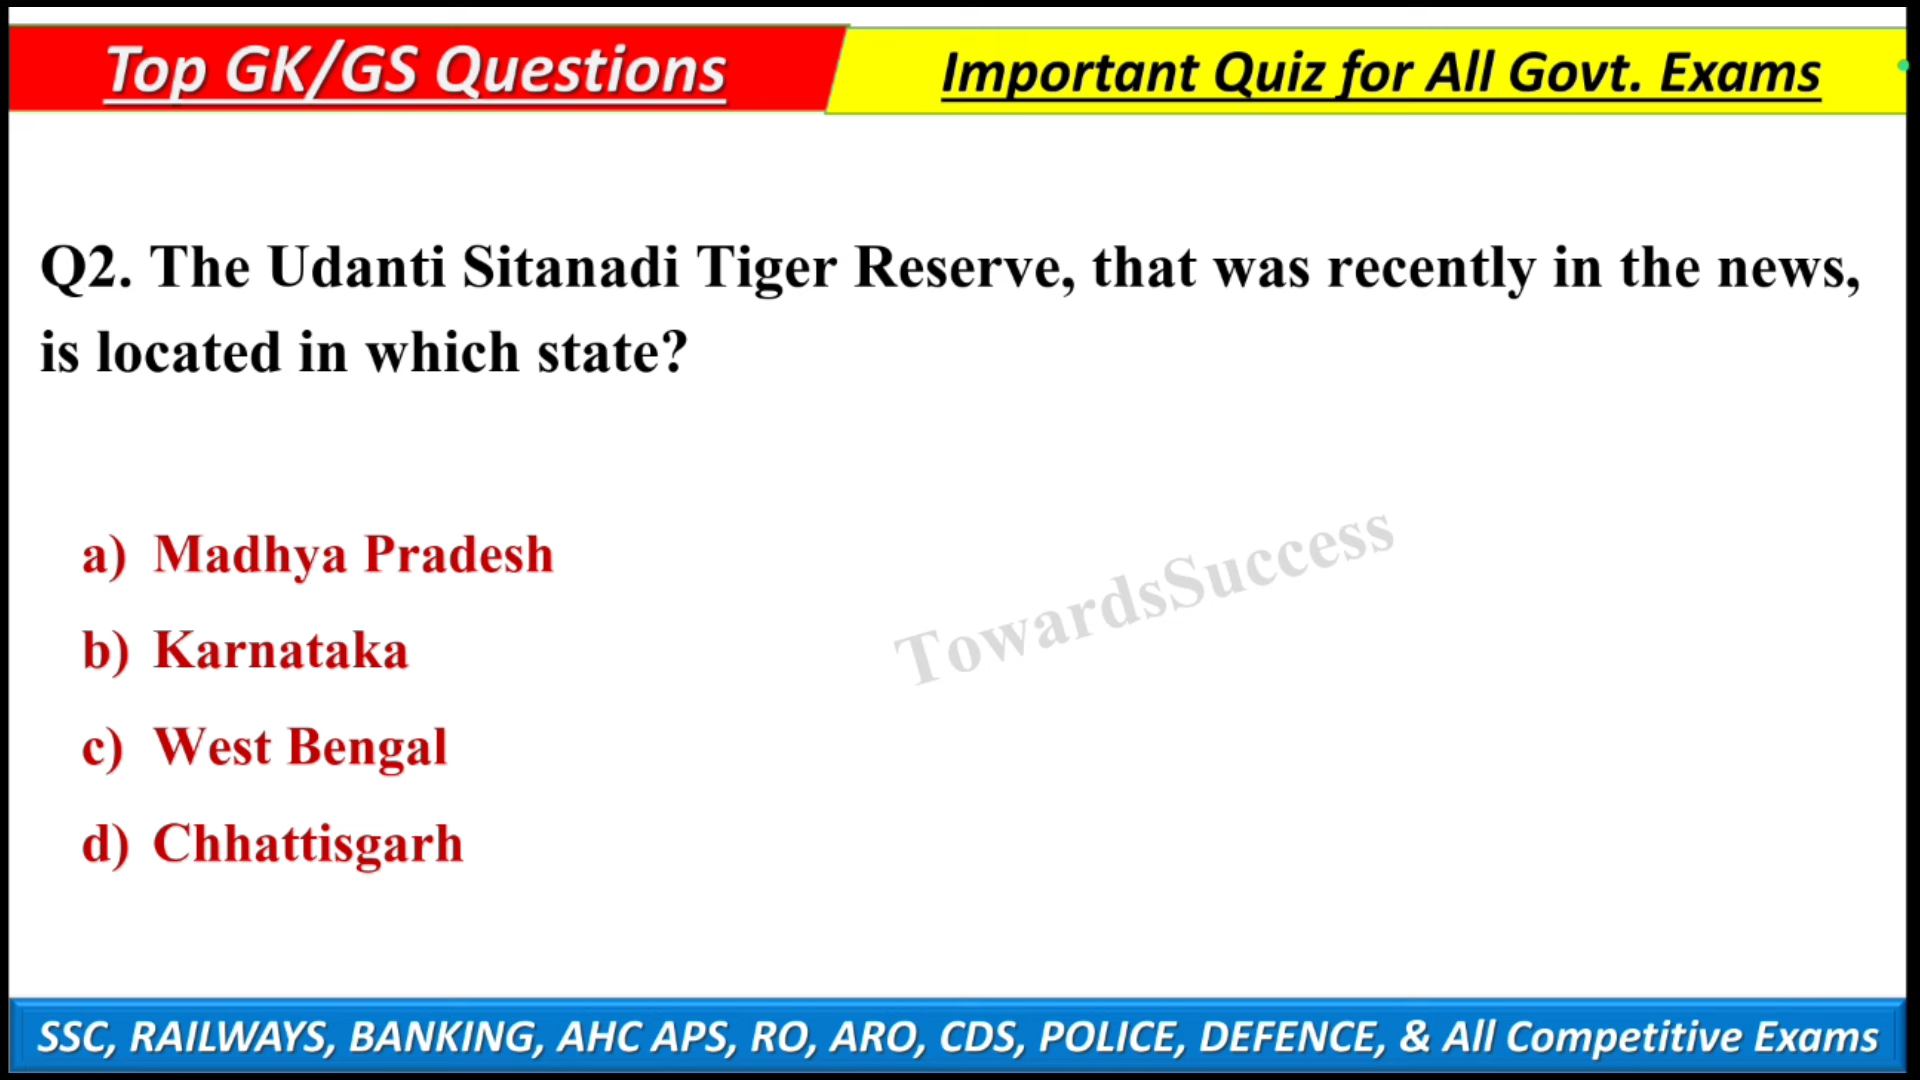 Top GK/GS Questions
Important Quiz for All Govt. Exams
Q2. The Udanti Sitanadi Tiger Reserve, that was recently in the news,
is located in which state?
a) Madhya Pradesh
b) Karnataka
c) West Bengal
d) Chhattisgarh
TowardsSuccess
SSC, RAILWAYS, BANKING, AHC APS, RO, ARO, CDS, POLICE, DEFENCE, & All Competitive Exams